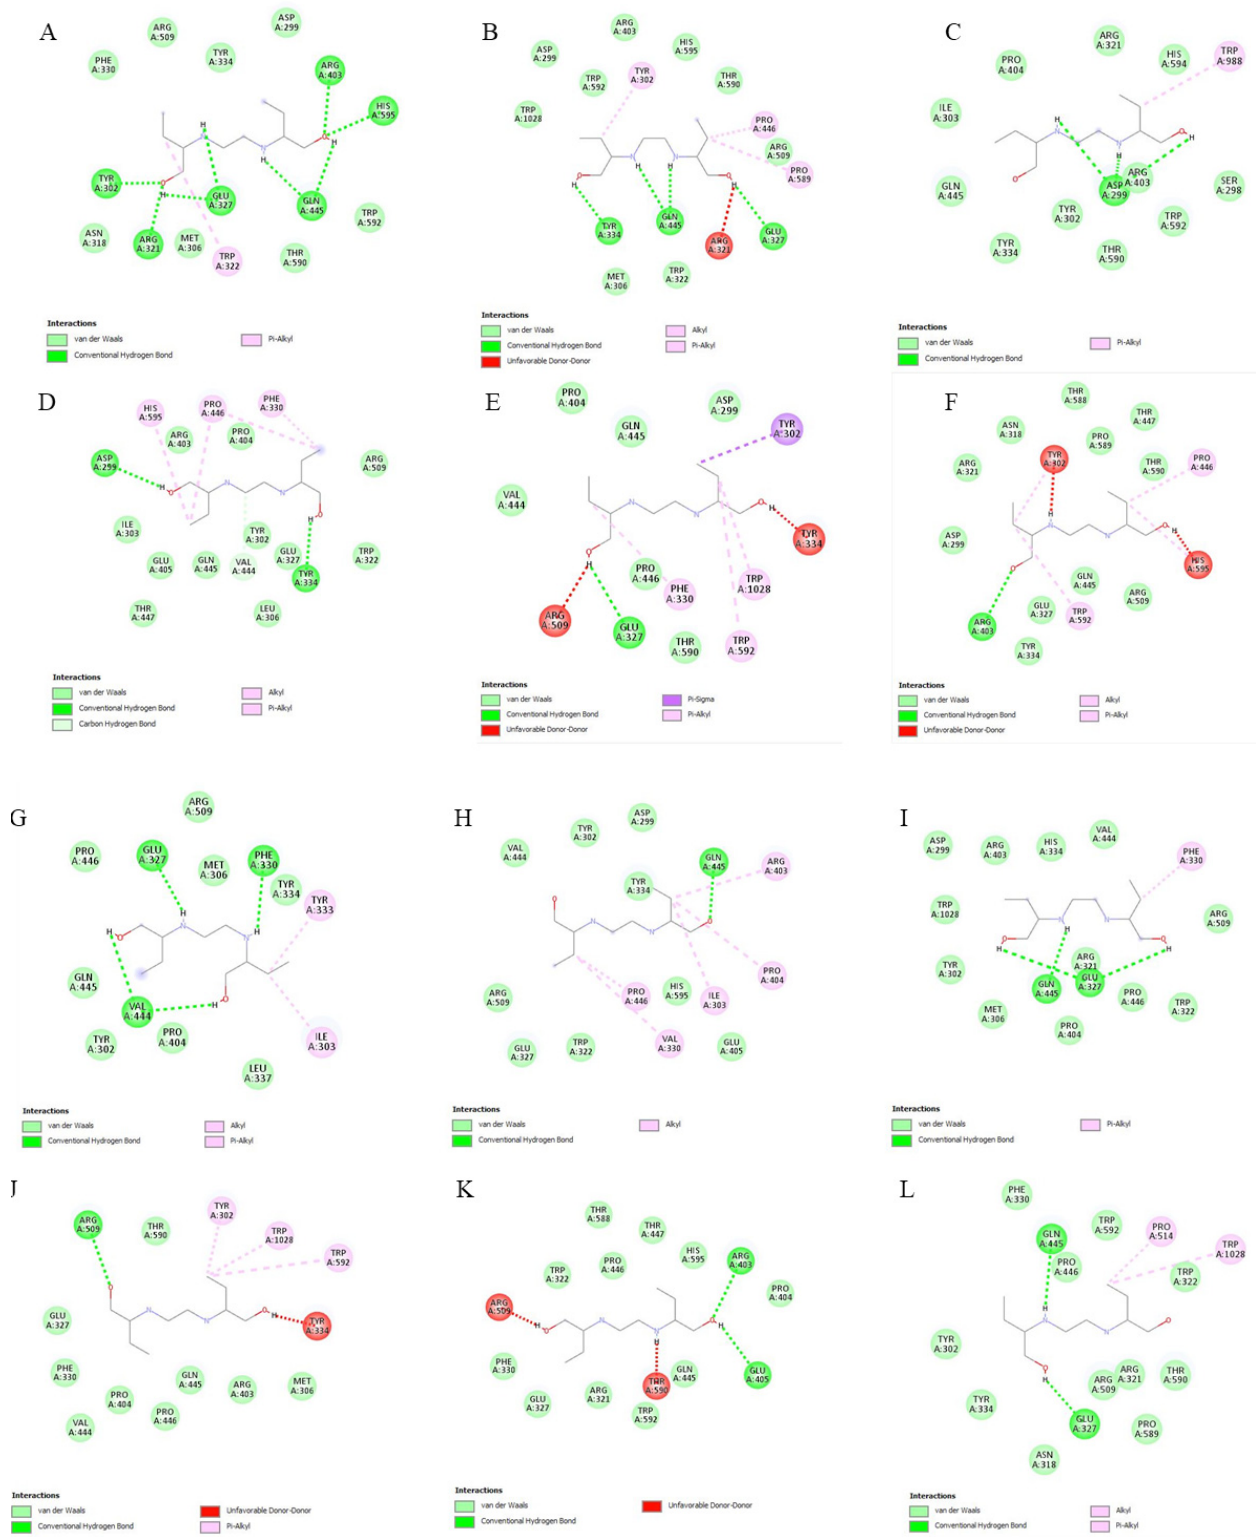 A
ARG
A:509
ASP
A:299
PHE
A:330
TYR
A:334
ARG
A:403
HIS
A:595
H
N
HN
H
O
H
TYR
A:302
O
H
GLU
A:327
GLN
A:445
ASN
A:318
ARG
A:321
MET
A:306
TRP
A:322
THR
A:590
TRP
A:592
Interactions
van der Waals
Conventional Hydrogen Bond
Pi-Alkyl
B
ARG
A:403
ASP
A:299
HIS
A:595
TRP
A:592
TYR
A:302
THR
A:590
TRP
A:1028
PRO
A:446
ARG
A:509
PRO
A:589
O
H
N
H
N
H
O
H
TYR
A:334
GLN
A:445
ARG
A:321
GLU
A:327
MET
A:306
TRP
A:322
Interactions
van der Waals
Conventional Hydrogen Bond
Unfavorable Donor-Donor
Alkyl
Pi-Alkyl
C
ARG
A:321
PRO
A:404
HIS
A:594
TRP
A:988
ILE
A:303
H
N
N
H
O
H
O
GLN
A:445
ASP
A:299
ARG
A:403
SER
A:298
TYR
A:302
TRP
A:592
TYR
A:334
THR
A:590
Interactions
van der Waals
Conventional Hydrogen Bond
Pi-Alkyl
D
HIS
A:595
PRO
A:446
PHE
A:330
ARG
A:403
PRO
A:404
ASP
A:299
ARG
A:509
H
O
N
N
O
H
ILE
A:303
TYR
A:302
GLU
A:405
GLN
A:445
VAL
A:444
GLU
A:327
TRP
A:322
TYR
A:334
THR
A:447
LEU
A:306
Interactions
van der Waals
Conventional Hydrogen Bond
Carbon Hydrogen Bond
Alkyl
Pi-Alkyl
E
PRO
A:404
ASP
A:299
GLN
A:445
TYR
A:302
VAL
A:444
N
N
O
H
O
H
TYR
A:334
PRO
A:446
PHE
A:330
TRP
A:1028
ARG
A:509
GLU
A:327
THR
A:590
TRP
A:592
Interactions
van der Waals
Conventional Hydrogen Bond
Unfavorable Donor-Donor
Pi-Sigma
Pi-Alkyl
F
THR
A:588
ASN
A:318
THR
A:447
PRO
A:589
ARG
A:321
TYR
A:302
THR
A:590
PRO
A:446
H
N
N
O
H
O
ASP
A:299
HIS
A:595
GLN
A:445
GLU
A:327
ARG
A:509
TRP
A:592
ARG
A:403
TYR
A:334
Interactions
van der Waals
Conventional Hydrogen Bond
Unfavorable Donor-Donor
Alkyl
Pi-Alkyl
G
ARG
A:509
PRO
A:446
GLU
A:327
MET
A:306
PHE
A:330
TYR
A:334
TYR
A:333
H
O
H
N
N
H
H
O
GLN
A:445
VAL
A:444
TYR
A:302
PRO
A:404
ILE
A:303
LEU
A:337
Interactions
van der Waals
Conventional Hydrogen Bond
Alkyl
Pi-Alkyl
H
ASP
A:299
TYR
A:302
VAL
A:444
GLN
A:445
ARG
A:403
TYR
A:334
O
N
N
O
ARG
A:509
PRO
A:446
HIS
A:595
ILE
A:303
PRO
A:404
GLU
A:327
TRP
A:322
VAL
A:330
GLU
A:405
Interactions
van der Waals
Conventional Hydrogen Bond
Alkyl
I
ASP
A:299
ARG
A:403
HIS
A:334
VAL
A:444
PHE
A:330
TRP
A:1028
ARG
A:509
O
H
N
H
N
O
H
TYR
A:302
ARG
A:321
GLN
A:445
GLU
A:327
PRO
A:446
TRP
A:322
MET
A:306
PRO
A:404
Interactions
van der Waals
Conventional Hydrogen Bond
Pi-Alkyl
J
ARG
A:509
THR
A:590
TYR
A:302
TRP
A:1028
TRP
A:592
O
N
N
O
H
TYR
A:334
GLU
A:327
PHE
A:330
PRO
A:404
GLN
A:445
ARG
A:403
MET
A:306
VAL
A:444
PRO
A:446
Interactions
van der Waals
Conventional Hydrogen Bond
Unfavorable Donor-Donor
Pi-Alkyl
K
THR
A:588
THR
A:447
TRP
A:322
PRO
A:446
HIS
A:595
ARG
A:403
PRO
A:404
ARG
A:509
H
O
N
N
H
O
H
PHE
A:330
GLU
A:327
ARG
A:321
THR
A:590
GLN
A:445
GLU
A:405
TRP
A:592
Interactions
van der Waals
Conventional Hydrogen Bond
Unfavorable Donor-Donor
L
PHE
A:330
GLN
A:445
TRP
A:592
PRO
A:514
TRP
A:1028
PRO
A:446
TRP
A:322
H
N
N
O
O
H
TYR
A:302
TYR
A:334
ARG
A:509
ARG
A:321
THR
A:590
GLU
A:327
PRO
A:589
ASN
A:318
Interactions
van der Waals
Conventional Hydrogen Bond
Alkyl
Pi-Alkyl